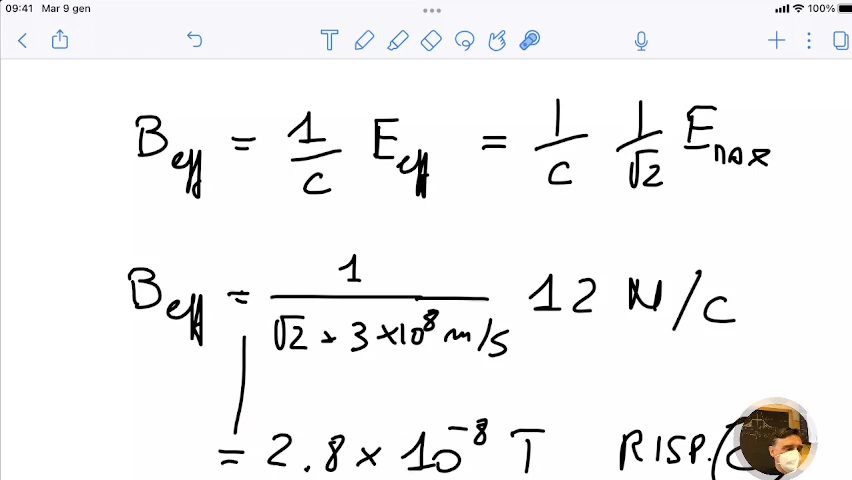 09:41 Mar 9 gen 100%
B_eff = 1/c E_eff = 1/c 1/√2 E_max
B_eff = 1/(√2 × 3 × 10^8 m/s) 12 N/C
= 2.8 × 10^-8 T RISP. (